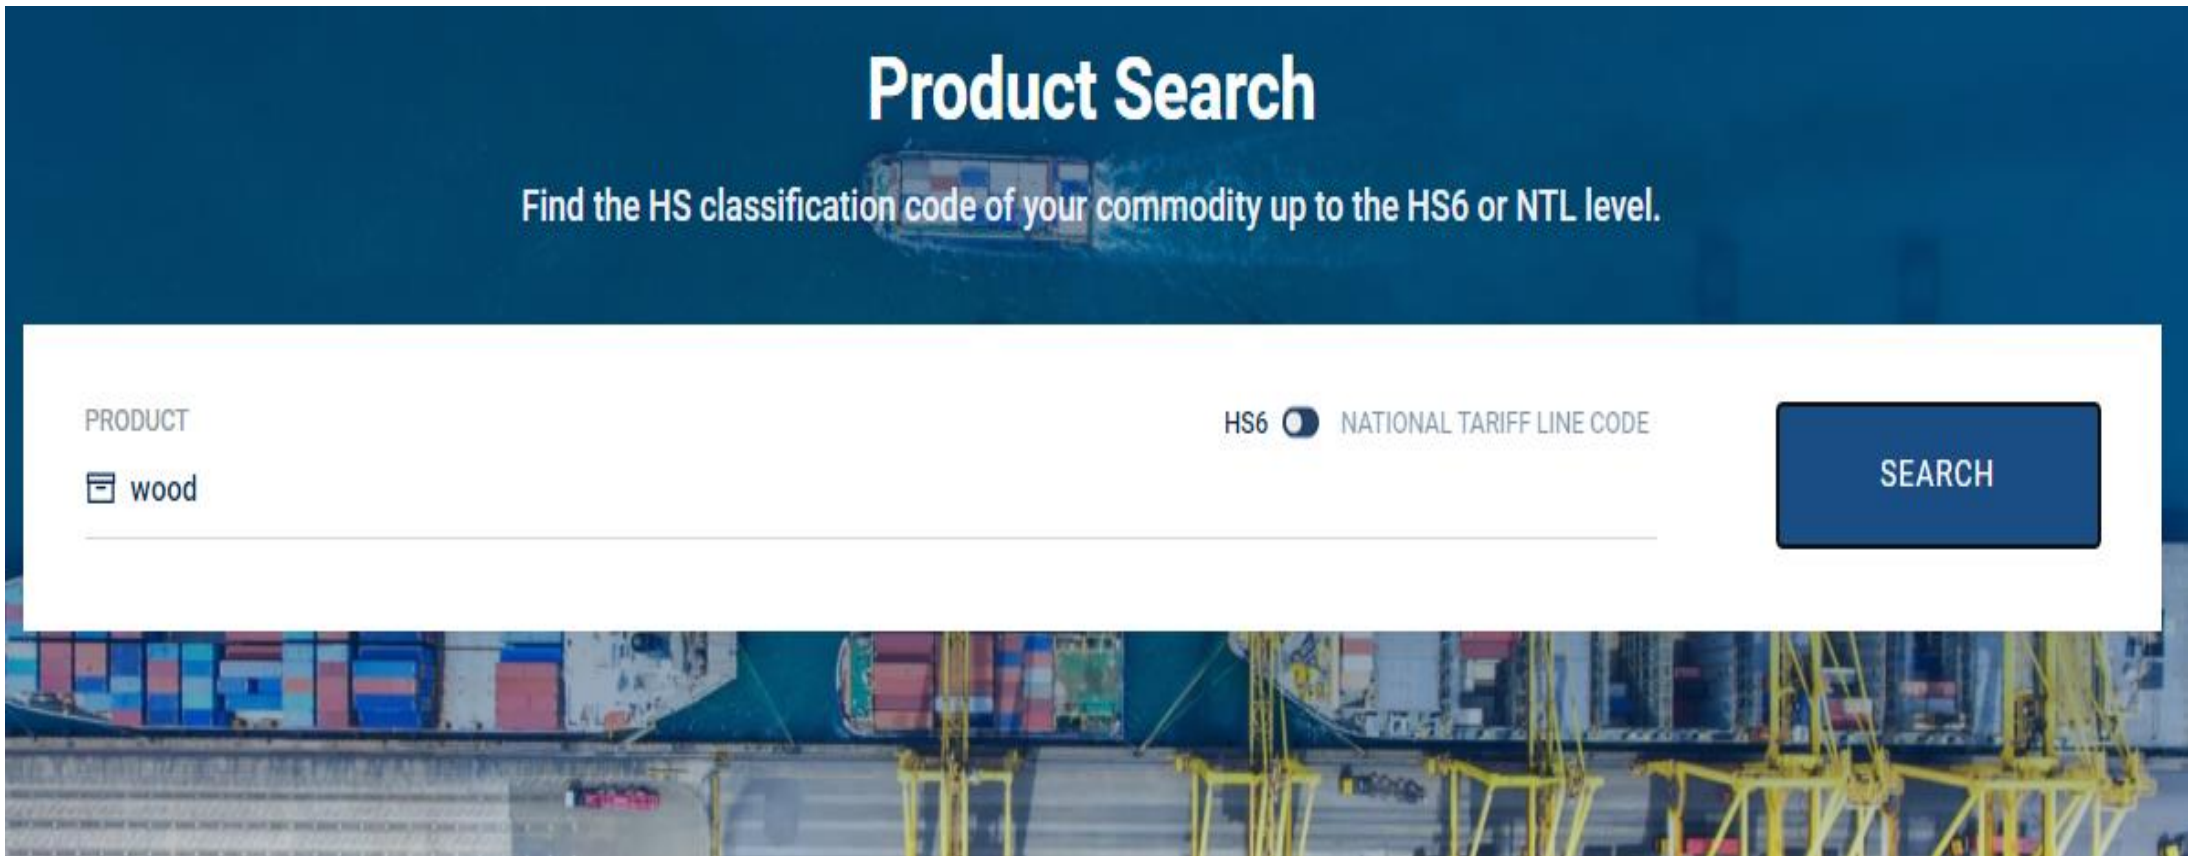 Product Search
Find the HS classification code of your commodity up to the HS6 or NTL level.
PRODUCT
HS6 NATIONAL TARIFF LINE CODE
wood
SEARCH